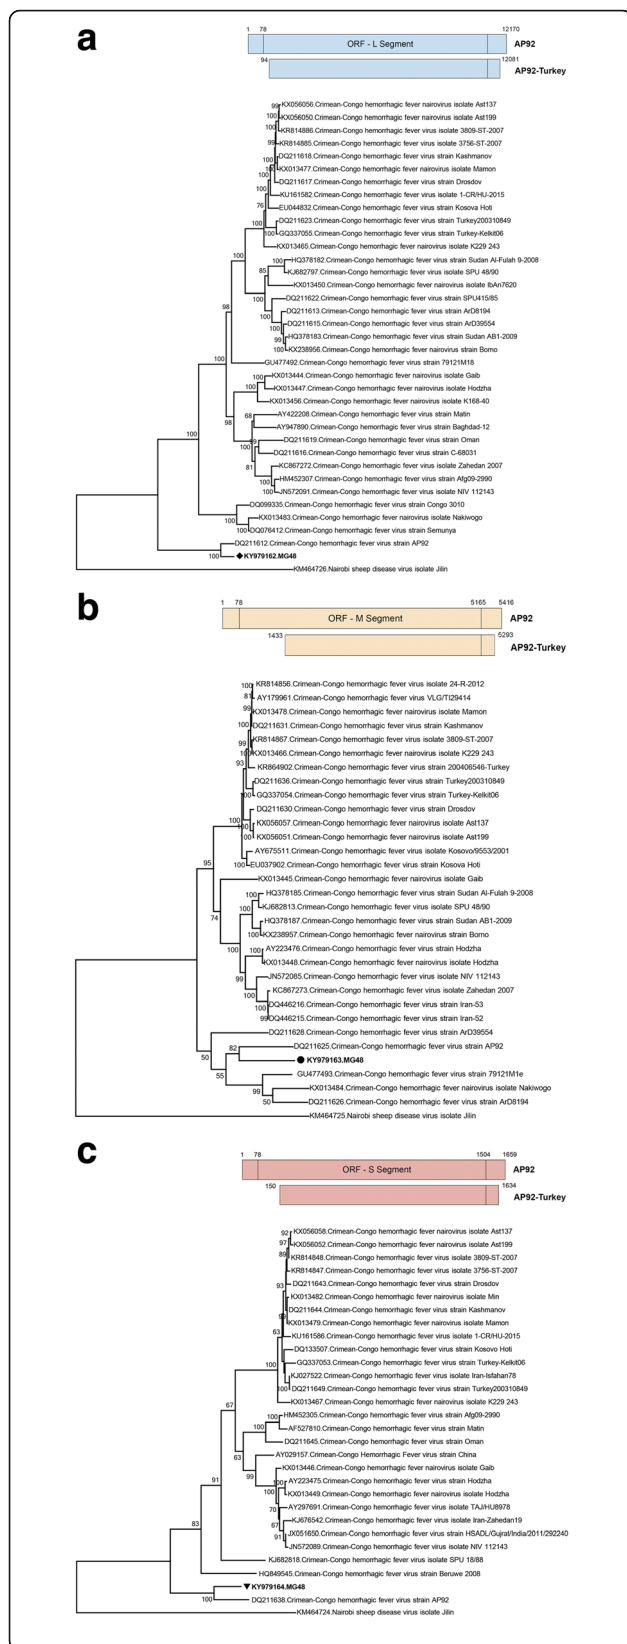 a
1 78 12170
ORF - L Segment AP92
94 12081
AP92-Turkey
KX056056.Crimean-Congo hemorrhagic fever nairovirus isolate Ast137
KX056050.Crimean-Congo hemorrhagic fever nairovirus isolate Ast199
KR814886.Crimean-Congo hemorrhagic fever virus isolate 3809-ST-2007
KR814885.Crimean-Congo hemorrhagic fever virus isolate 3756-ST-2007
DQ211618.Crimean-Congo hemorrhagic fever virus strain Kashmanov
KX013477.Crimean-Congo hemorrhagic fever nairovirus isolate Mamon
DQ211617.Crimean-Congo hemorrhagic fever virus strain Drosdov
KU161582.Crimean-Congo hemorrhagic fever virus isolate 1-CR/HU-2015
EU044832.Crimean-Congo hemorrhagic fever virus strain Kosova Hoti
DQ211623.Crimean-Congo hemorrhagic fever virus strain Turkey200310849
GQ337055.Crimean-Congo hemorrhagic fever virus strain Turkey-Kelkit06
KX013465.Crimean-Congo hemorrhagic fever nairovirus isolate K229 243
HQ378182.Crimean-Congo hemorrhagic fever virus strain Sudan Al-Fulah 9-2008
KJ682797.Crimean-Congo hemorrhagic fever virus isolate SPU 48/90
KX013450.Crimean-Congo hemorrhagic fever nairovirus isolate IbAn7620
DQ211622.Crimean-Congo hemorrhagic fever virus strain SPU415/85
DQ211613.Crimean-Congo hemorrhagic fever virus strain ArD8194
DQ211615.Crimean-Congo hemorrhagic fever virus strain ArD39554
HQ378183.Crimean-Congo hemorrhagic fever virus strain Sudan AB1-2009
KX238956.Crimean-Congo hemorrhagic fever nairovirus strain Borno
GU477492.Crimean-Congo hemorrhagic fever virus strain 79121M18
KX013444.Crimean-Congo hemorrhagic fever nairovirus isolate Gaib
KX013447.Crimean-Congo hemorrhagic fever nairovirus isolate Hodzha
KX013456.Crimean-Congo hemorrhagic fever nairovirus isolate K168-40
AY422208.Crimean-Congo hemorrhagic fever virus strain Matin
AY947890.Crimean-Congo hemorrhagic fever virus strain Baghdad-12
DQ211619.Crimean-Congo hemorrhagic fever virus strain Oman
DQ211616.Crimean-Congo hemorrhagic fever virus strain C-68031
KC867272.Crimean-Congo hemorrhagic fever virus isolate Zahedan 2007
HM452307.Crimean-Congo hemorrhagic fever virus strain Afg09-2990
JN572091.Crimean-Congo hemorrhagic fever virus isolate NIV 112143
DQ099335.Crimean-Congo hemorrhagic fever virus strain Congo 3010
KX013483.Crimean-Congo hemorrhagic fever nairovirus isolate Nakiwogo
DQ076412.Crimean-Congo hemorrhagic fever virus strain Semunya
DQ211612.Crimean-Congo hemorrhagic fever virus strain AP92
KY979162.MG48
KM464726.Nairobi sheep disease virus isolate Jilin
b
1 78 5165 5416
ORF - M Segment AP92
1433 5293
AP92-Turkey
KR814856.Crimean-Congo hemorrhagic fever virus isolate 24-R-2012
AY179961.Crimean-Congo hemorrhagic fever virus VLG/TI29414
KX013478.Crimean-Congo hemorrhagic fever nairovirus isolate Mamon
DQ211631.Crimean-Congo hemorrhagic fever virus strain Kashmanov
KR814867.Crimean-Congo hemorrhagic fever virus isolate 3809-ST-2007
KX013466.Crimean-Congo hemorrhagic fever nairovirus isolate K229 243
KR864902.Crimean-Congo hemorrhagic fever virus strain 200406546-Turkey
DQ211636.Crimean-Congo hemorrhagic fever virus strain Turkey200310849
GQ337054.Crimean-Congo hemorrhagic fever virus strain Turkey-Kelkit06
DQ211630.Crimean-Congo hemorrhagic fever virus strain Drosdov
KX056057.Crimean-Congo hemorrhagic fever nairovirus isolate Ast137
KX056051.Crimean-Congo hemorrhagic fever nairovirus isolate Ast199
AY675511.Crimean-Congo hemorrhagic fever virus isolate Kosovo/9553/2001
EU037902.Crimean-Congo hemorrhagic fever virus strain Kosova Hoti
KX013445.Crimean-Congo hemorrhagic fever nairovirus isolate Gaib
HQ378185.Crimean-Congo hemorrhagic fever virus strain Sudan Al-Fulah 9-2008
KJ682813.Crimean-Congo hemorrhagic fever virus isolate SPU 48/90
HQ378187.Crimean-Congo hemorrhagic fever virus strain Sudan AB1-2009
KX238957.Crimean-Congo hemorrhagic fever nairovirus strain Borno
AY223476.Crimean-Congo hemorrhagic fever virus strain Hodzha
KX013448.Crimean-Congo hemorrhagic fever nairovirus isolate Hodzha
JN572085.Crimean-Congo hemorrhagic fever virus isolate NIV 112143
KC867273.Crimean-Congo hemorrhagic fever virus isolate Zahedan 2007
DQ446216.Crimean-Congo hemorrhagic fever virus strain Iran-53
DQ446215.Crimean-Congo hemorrhagic fever virus strain Iran-52
DQ211628.Crimean-Congo hemorrhagic fever virus strain ArD39554
DQ211625.Crimean-Congo hemorrhagic fever virus strain AP92
KY979163.MG48
GU477493.Crimean-Congo hemorrhagic fever virus strain 79121M1e
KX013484.Crimean-Congo hemorrhagic fever nairovirus isolate Nakiwogo
DQ211626.Crimean-Congo hemorrhagic fever virus strain ArD8194
KM464725.Nairobi sheep disease virus isolate Jilin
c
1 78 1504 1659
ORF - S Segment AP92
150 1634
AP92-Turkey
KX056058.Crimean-Congo hemorrhagic fever nairovirus isolate Ast137
KX056052.Crimean-Congo hemorrhagic fever nairovirus isolate Ast199
KR814848.Crimean-Congo hemorrhagic fever virus isolate 3809-ST-2007
KR814847.Crimean-Congo hemorrhagic fever virus isolate 3756-ST-2007
DQ211643.Crimean-Congo hemorrhagic fever virus strain Drosdov
KX013482.Crimean-Congo hemorrhagic fever nairovirus isolate Min
DQ211644.Crimean-Congo hemorrhagic fever virus strain Kashmanov
KX013479.Crimean-Congo hemorrhagic fever nairovirus isolate Mamon
KU161586.Crimean-Congo hemorrhagic fever virus isolate 1-CR/HU-2015
DQ133507.Crimean-Congo hemorrhagic fever virus strain Kosovo Hoti
GQ337053.Crimean-Congo hemorrhagic fever virus strain Turkey-Kelkit06
KJ027522.Crimean-Congo hemorrhagic fever virus isolate Iran-Isfahan78
DQ211649.Crimean-Congo hemorrhagic fever virus strain Turkey200310849
KX013467.Crimean-Congo hemorrhagic fever nairovirus isolate K229 243
HM452305.Crimean-Congo hemorrhagic fever virus strain Afg09-2990
AF527810.Crimean-Congo hemorrhagic fever virus strain Matin
DQ211645.Crimean-Congo hemorrhagic fever virus strain Oman
AY029157.Crimean-Congo Hemorrhagic Fever virus strain China
KX013446.Crimean-Congo hemorrhagic fever nairovirus isolate Gaib
AY223475.Crimean-Congo hemorrhagic fever virus strain Hodzha
KX013449.Crimean-Congo hemorrhagic fever nairovirus isolate Hodzha
AY297691.Crimean-Congo hemorrhagic fever virus isolate TAJ/HU8978
KJ676542.Crimean-Congo hemorrhagic fever virus isolate Iran-Zahedan19
JX051650.Crimean-Congo hemorrhagic fever virus strain HSADL/Gujrat/India/2011/292240
JN572089.Crimean-Congo hemorrhagic fever virus isolate NIV 112143
KJ682818.Crimean-Congo hemorrhagic fever virus isolate SPU 18/88
HQ849545.Crimean-Congo hemorrhagic fever virus strain Beruwe 2008
KY979164.MG48
DQ211638.Crimean-Congo hemorrhagic fever virus strain AP92
KM464724.Nairobi sheep disease virus isolate Jilin